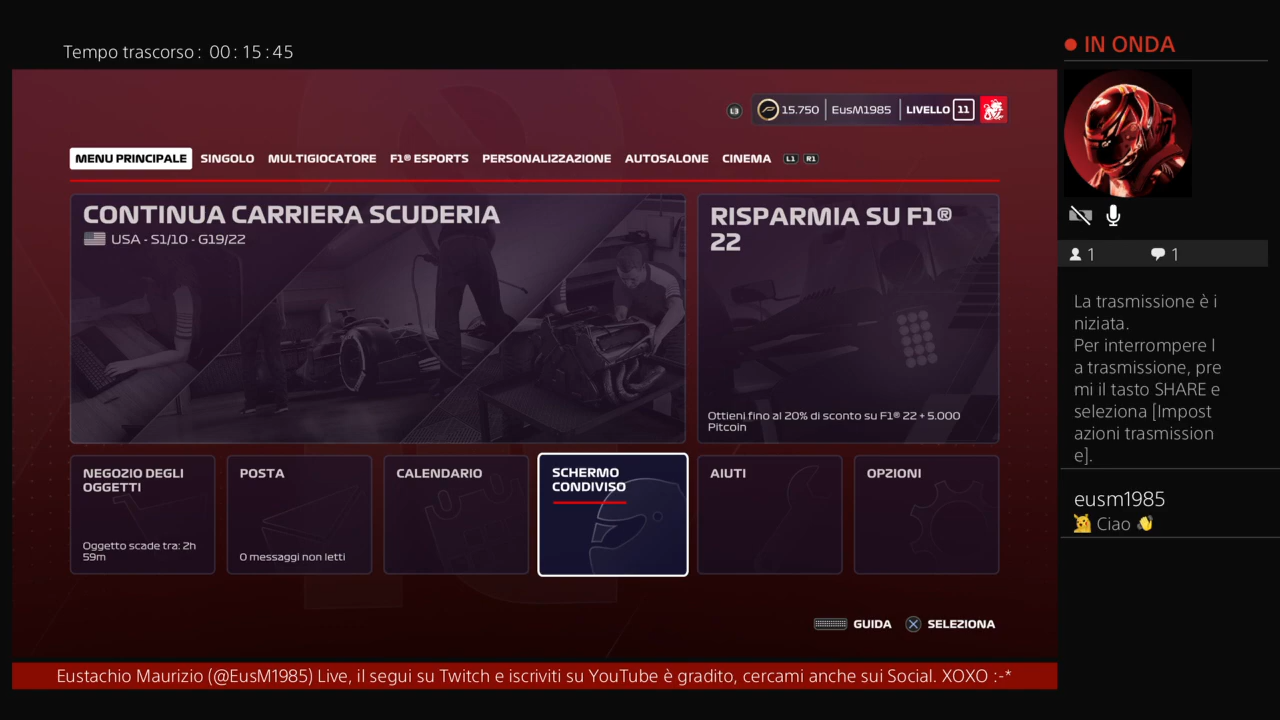 Tempo trascorso: 00:15:45
IN ONDA
L3 15.750 EusM1985 LIVELLO 11
MENU PRINCIPALE SINGOLO MULTIGIOCATORE F1® ESPORTS PERSONALIZZAZIONE AUTOSALONE CINEMA L1 R1
CONTINUA CARRIERA SCUDERIA
USA - S1/10 - G19/22
RISPARMIA SU F1®
22
Ottieni fino al 20% di sconto su F1® 22 + 5.000
Pitcoin
NEGOZIO DEGLI
OGGETTI
Oggetto scade tra: 2h
59m
POSTA
0 messaggi non letti
CALENDARIO
SCHERMO
CONDIVISO
AIUTI
OPZIONI
GUIDA SELEZIONA
1 1
La trasmissione è i
niziata.
Per interrompere l
a trasmissione, pre
mi il tasto SHARE e
seleziona [Impost
azioni trasmission
e].
eusm1985
Ciao 👋
Eustachio Maurizio (@EusM1985) Live, il segui su Twitch e iscriviti su YouTube è gradito, cercami anche sui Social. XOXO :-*